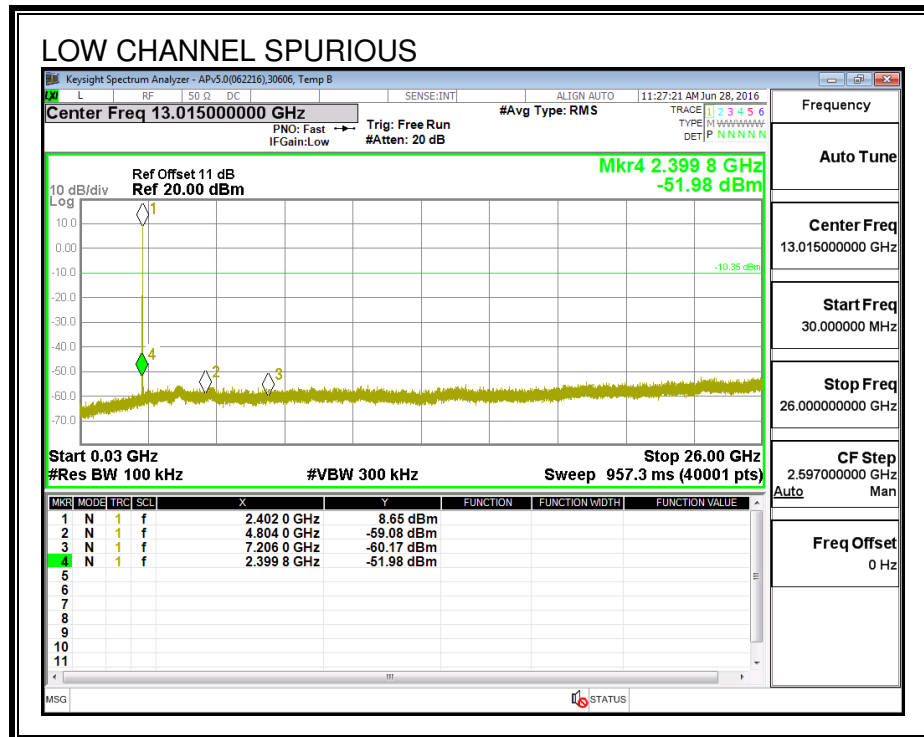 LOW CHANNEL SPURIOUS
Keysight Spectrum Analyzer - APv5.0(062216),30606, Temp B
LXI L RF 50 Ω DC SENSE:INT ALIGN AUTO 11:27:21 AM Jun 28, 2016
Center Freq 13.015000000 GHz
PNO: Fast
IFGain:Low
Trig: Free Run
#Atten: 20 dB
#Avg Type: RMS
TRACE 1 2 3 4 5 6
TYPE M WWWWW
DET P N N N N N
Mkr4 2.399 8 GHz
-51.98 dBm
Ref Offset 11 dB
Ref 20.00 dBm
10 dB/div
Log
10.0
0.00
-10.0
-20.0
-30.0
-40.0
-50.0
-60.0
-70.0
1
-10.35 dBm
4
2
3
Start 0.03 GHz Stop 26.00 GHz
#Res BW 100 kHz #VBW 300 kHz Sweep 957.3 ms (40001 pts)
MKR MODE TRC SCL X Y FUNCTION FUNCTION WIDTH FUNCTION VALUE
1 N 1 f 2.402 0 GHz 8.65 dBm
2 N 1 f 4.804 0 GHz -59.08 dBm
3 N 1 f 7.206 0 GHz -60.17 dBm
4 N 1 f 2.399 8 GHz -51.98 dBm
5
6
7
8
9
10
11
MSG STATUS
Frequency
Auto Tune
Center Freq
13.015000000 GHz
Start Freq
30.000000 MHz
Stop Freq
26.000000000 GHz
CF Step
2.597000000 GHz
Auto Man
Freq Offset
0 Hz